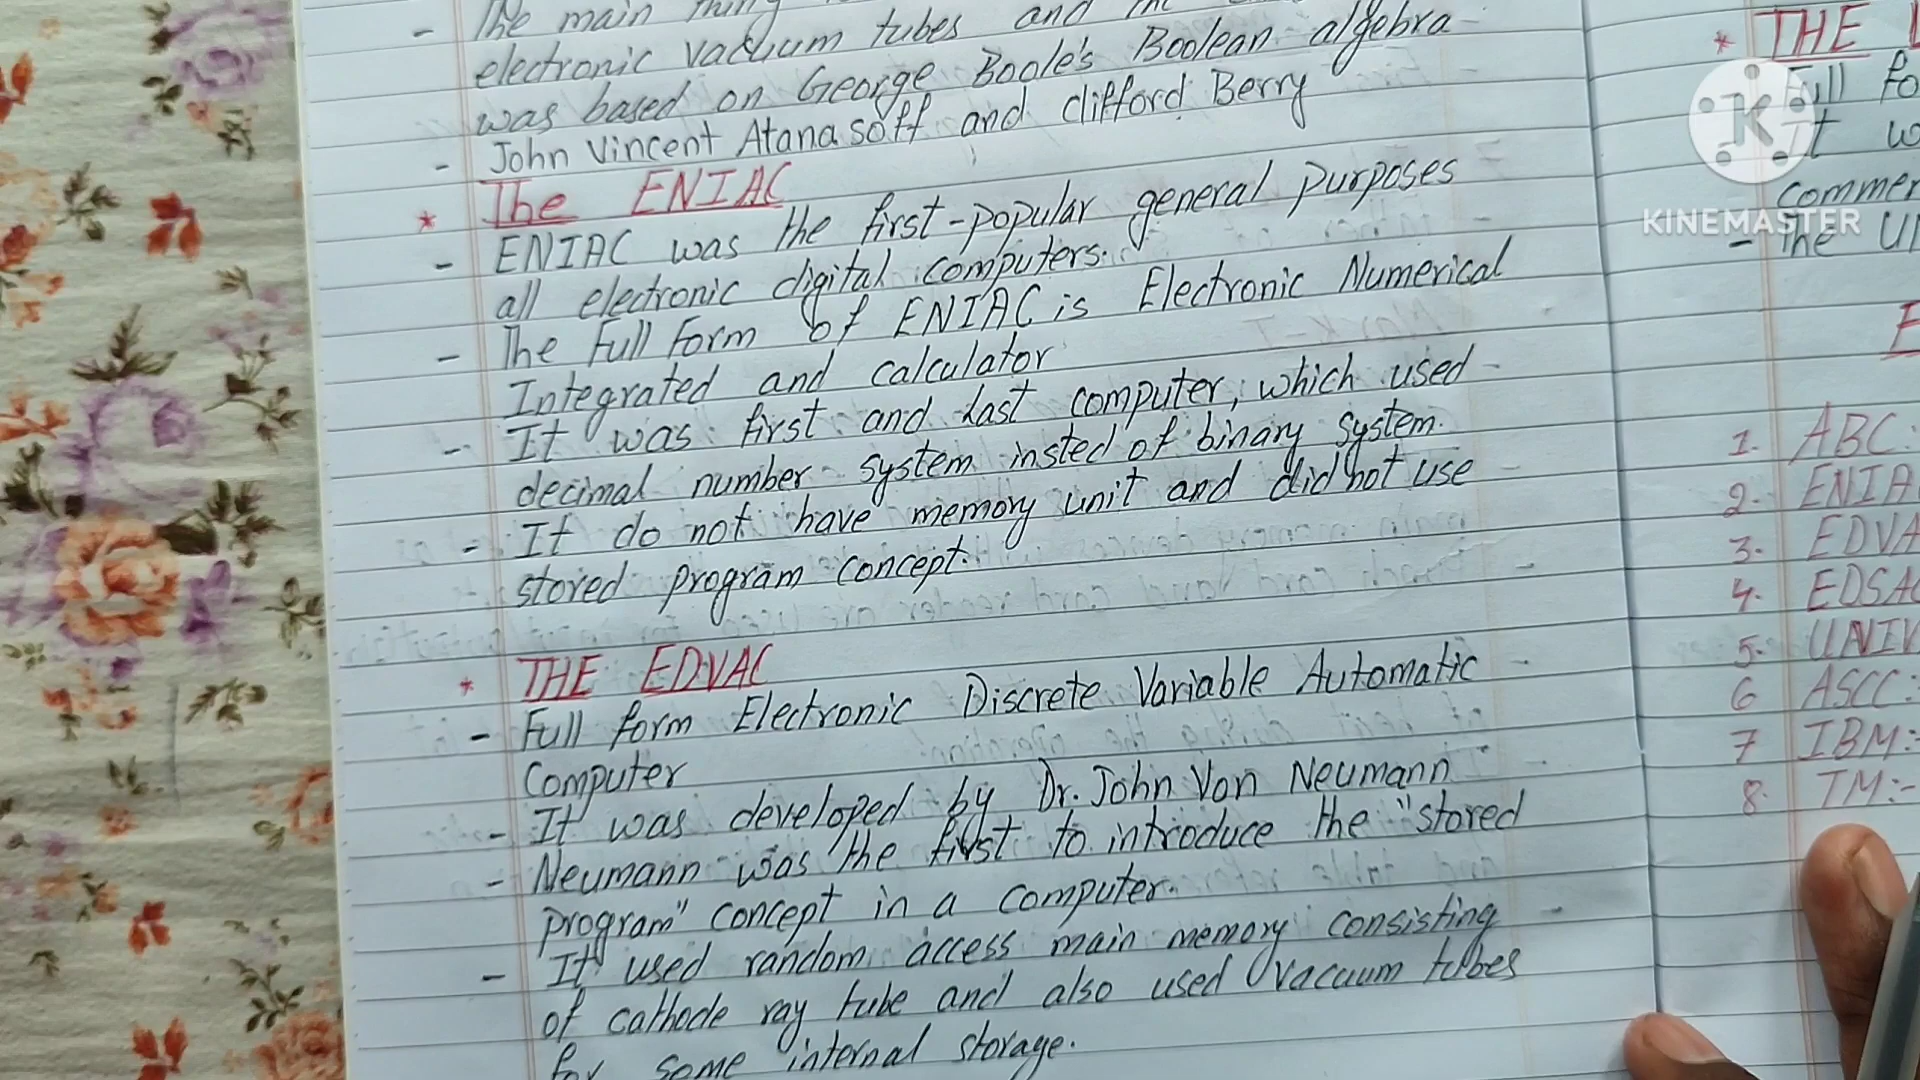 - The main thing
electronic vacuum tubes and the
was based on George Boole's Boolean algebra
- John Vincent Atanasoff and Clifford Berry
* The ENIAC
- ENIAC was the first-popular general purposes
all electronic digital computers.
- The Full Form of ENIAC is Electronic Numerical
Integrated and calculator
- It was first and last computer, which used
decimal number system insted of binary system.
- It do not have memory unit and did not use
stored program concept.
* THE EDVAC
- Full form Electronic Discrete Variable Automatic
Computer
- It was developed by Dr. John Von Neumann
- Neumann was the first to introduce the "stored
program" concept in a computer.
- It used random access main memory consisting
of cathode ray tube and also used vacuum tubes
for some internal storage.
* THE
Full
It
commer
- The
1. ABC:
2. ENIA
3. EDVA
4. EDSAC
5. UNIV
6 ASCC:
7 IBM:-
8. TM:-
K
KINEMASTER